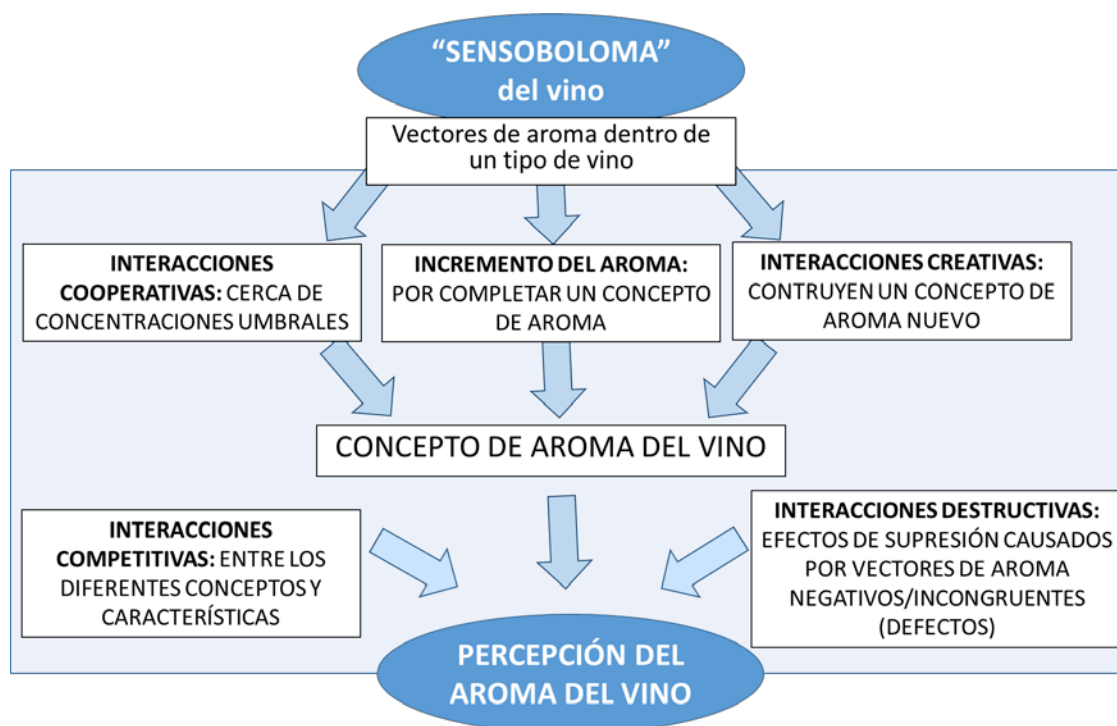 “SENSOBOLOMA”
del vino
Vectores de aroma dentro de
un tipo de vino
INTERACCIONES
COOPERATIVAS: CERCA DE
CONCENTRACIONES UMBRALES
INCREMENTO DEL AROMA:
POR COMPLETAR UN CONCEPTO
DE AROMA
INTERACCIONES CREATIVAS:
CONTRUYEN UN CONCEPTO DE
AROMA NUEVO
CONCEPTO DE AROMA DEL VINO
INTERACCIONES
COMPETITIVAS: ENTRE LOS
DIFERENTES CONCEPTOS Y
CARACTERÍSTICAS
INTERACCIONES DESTRUCTIVAS:
EFECTOS DE SUPRESIÓN CAUSADOS
POR VECTORES DE AROMA
NEGATIVOS/INCONGRUENTES
(DEFECTOS)
PERCEPCIÓN DEL
AROMA DEL VINO